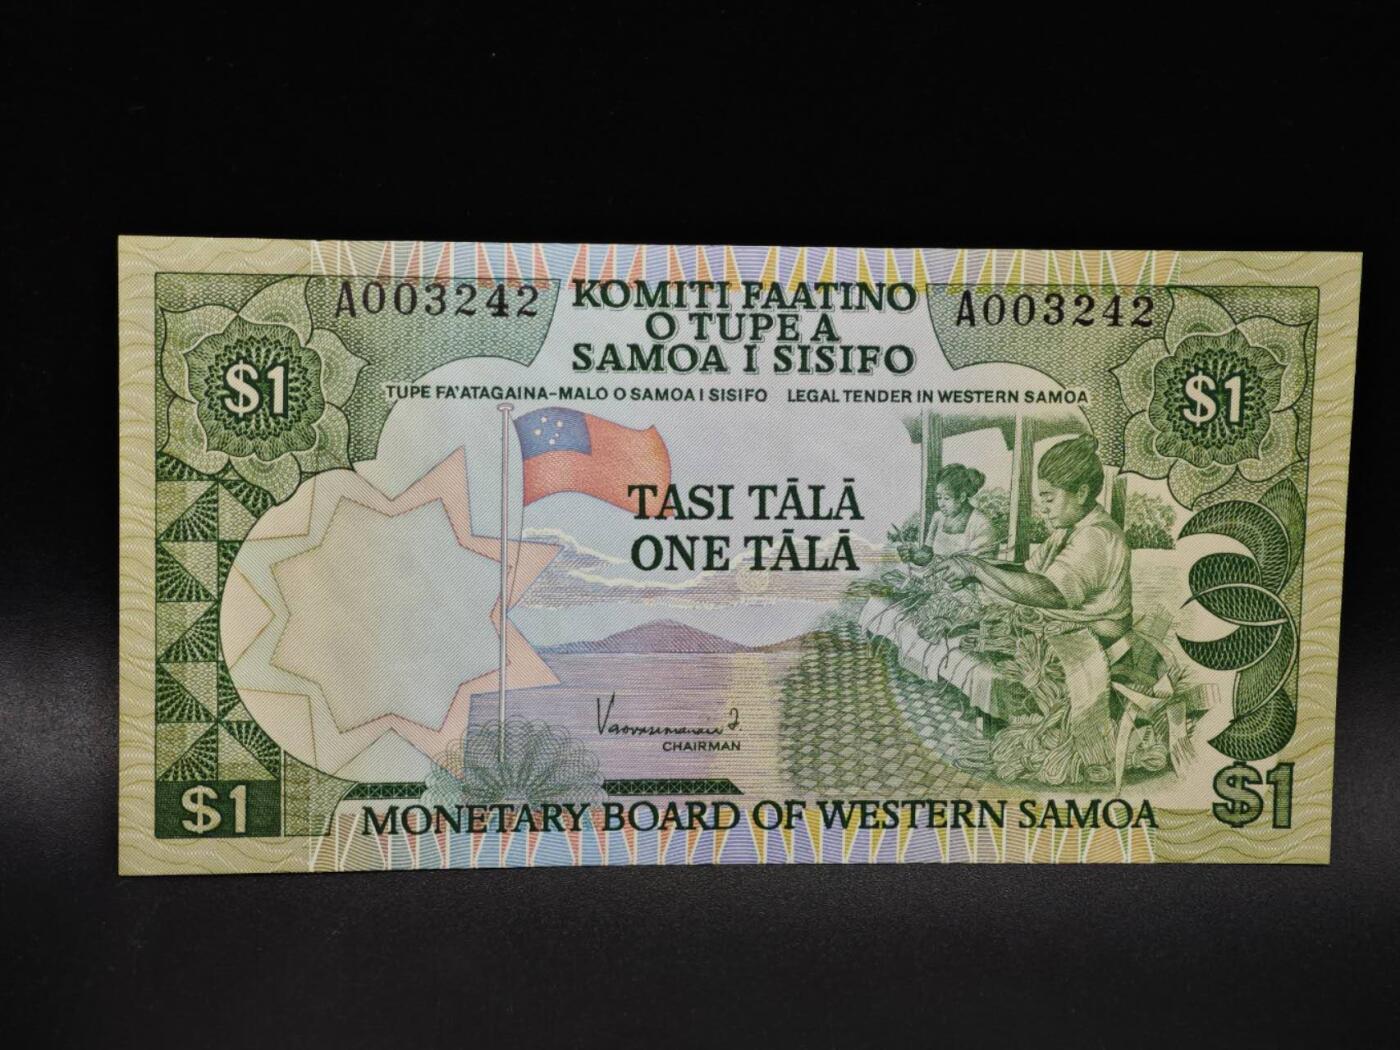 A003242
KOMITI FAATINO
O TUPE A
SAMOA I SISIFO
A003242
$1
$1
TUPE FA'ATAGAINA-MALO O SAMOA I SISIFO LEGAL TENDER IN WESTERN SAMOA
TASI TĀLĀ
ONE TĀLĀ
CHAIRMAN
$1
$1
MONETARY BOARD OF WESTERN SAMOA